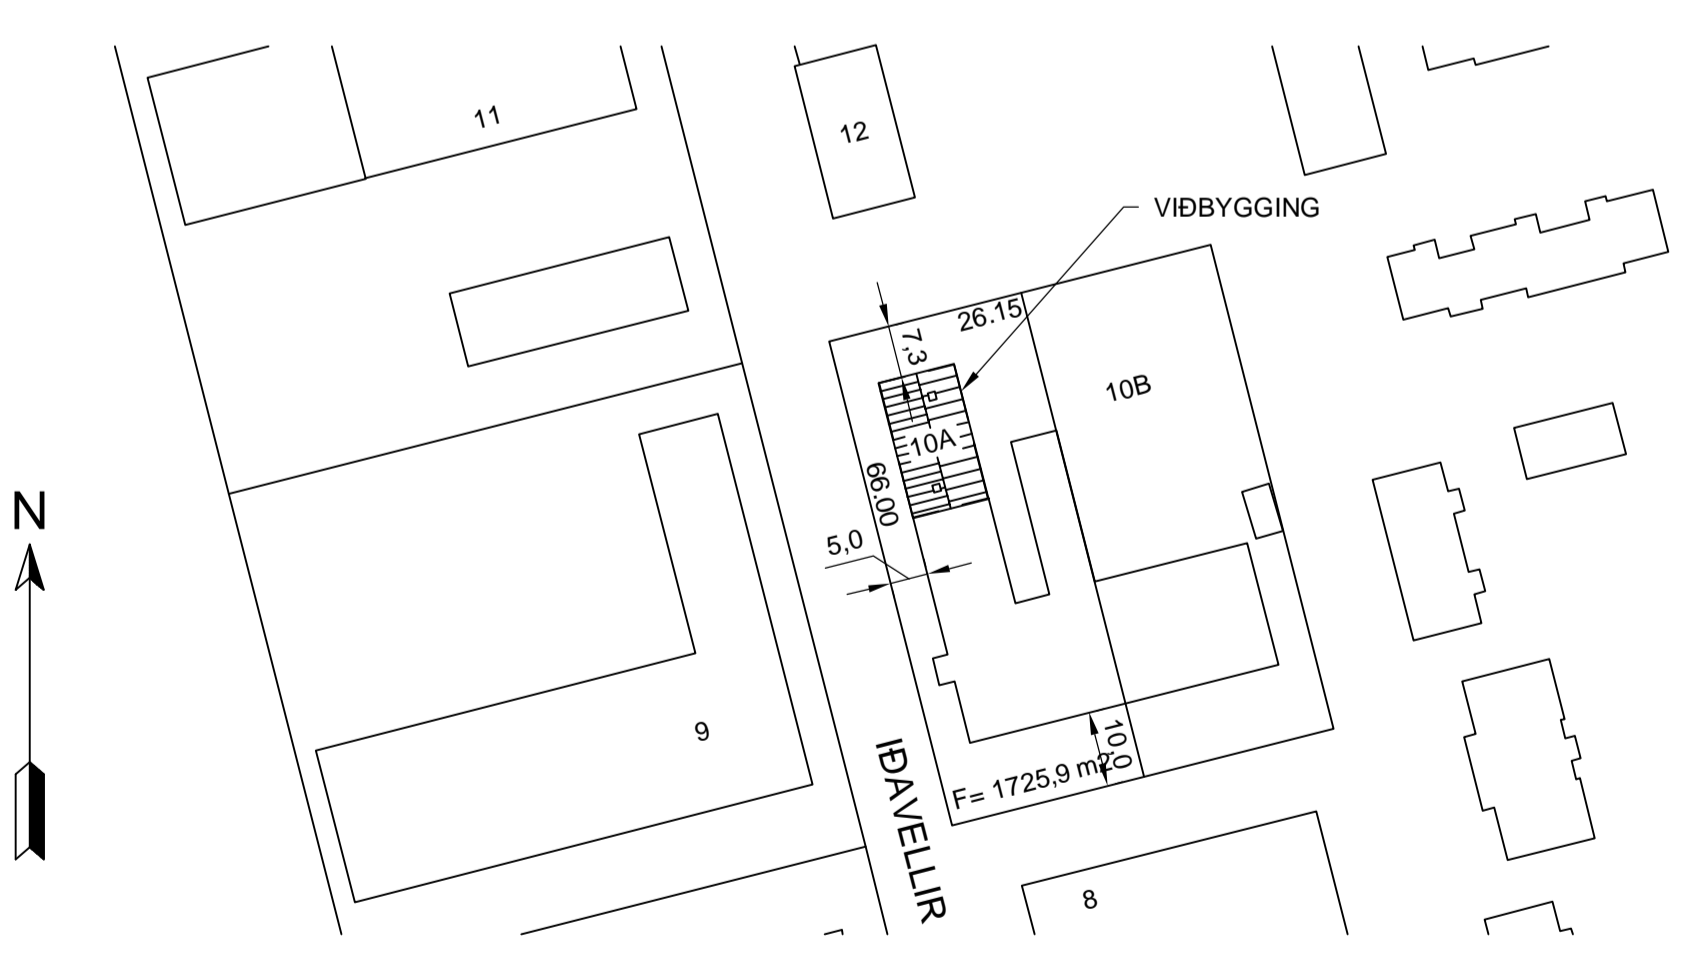 11
12
VIÐBYGGING
26.15
7,3
10B
10A
66.00
N
5,0
9
10,0
F= 1725,9 m2
IÐAVELLIR
8